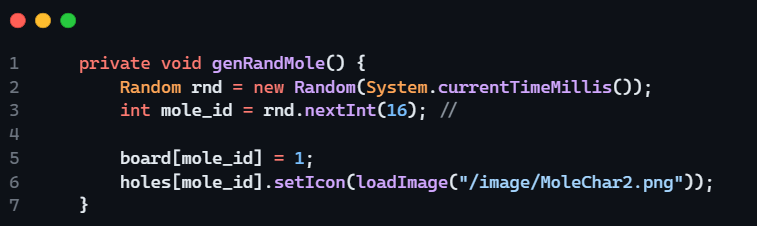 1 private void genRandMole() {
2 Random rnd = new Random(System.currentTimeMillis());
3 int mole_id = rnd.nextInt(16); //
4
5 board[mole_id] = 1;
6 holes[mole_id].setIcon(loadImage("/image/MoleChar2.png"));
7 }